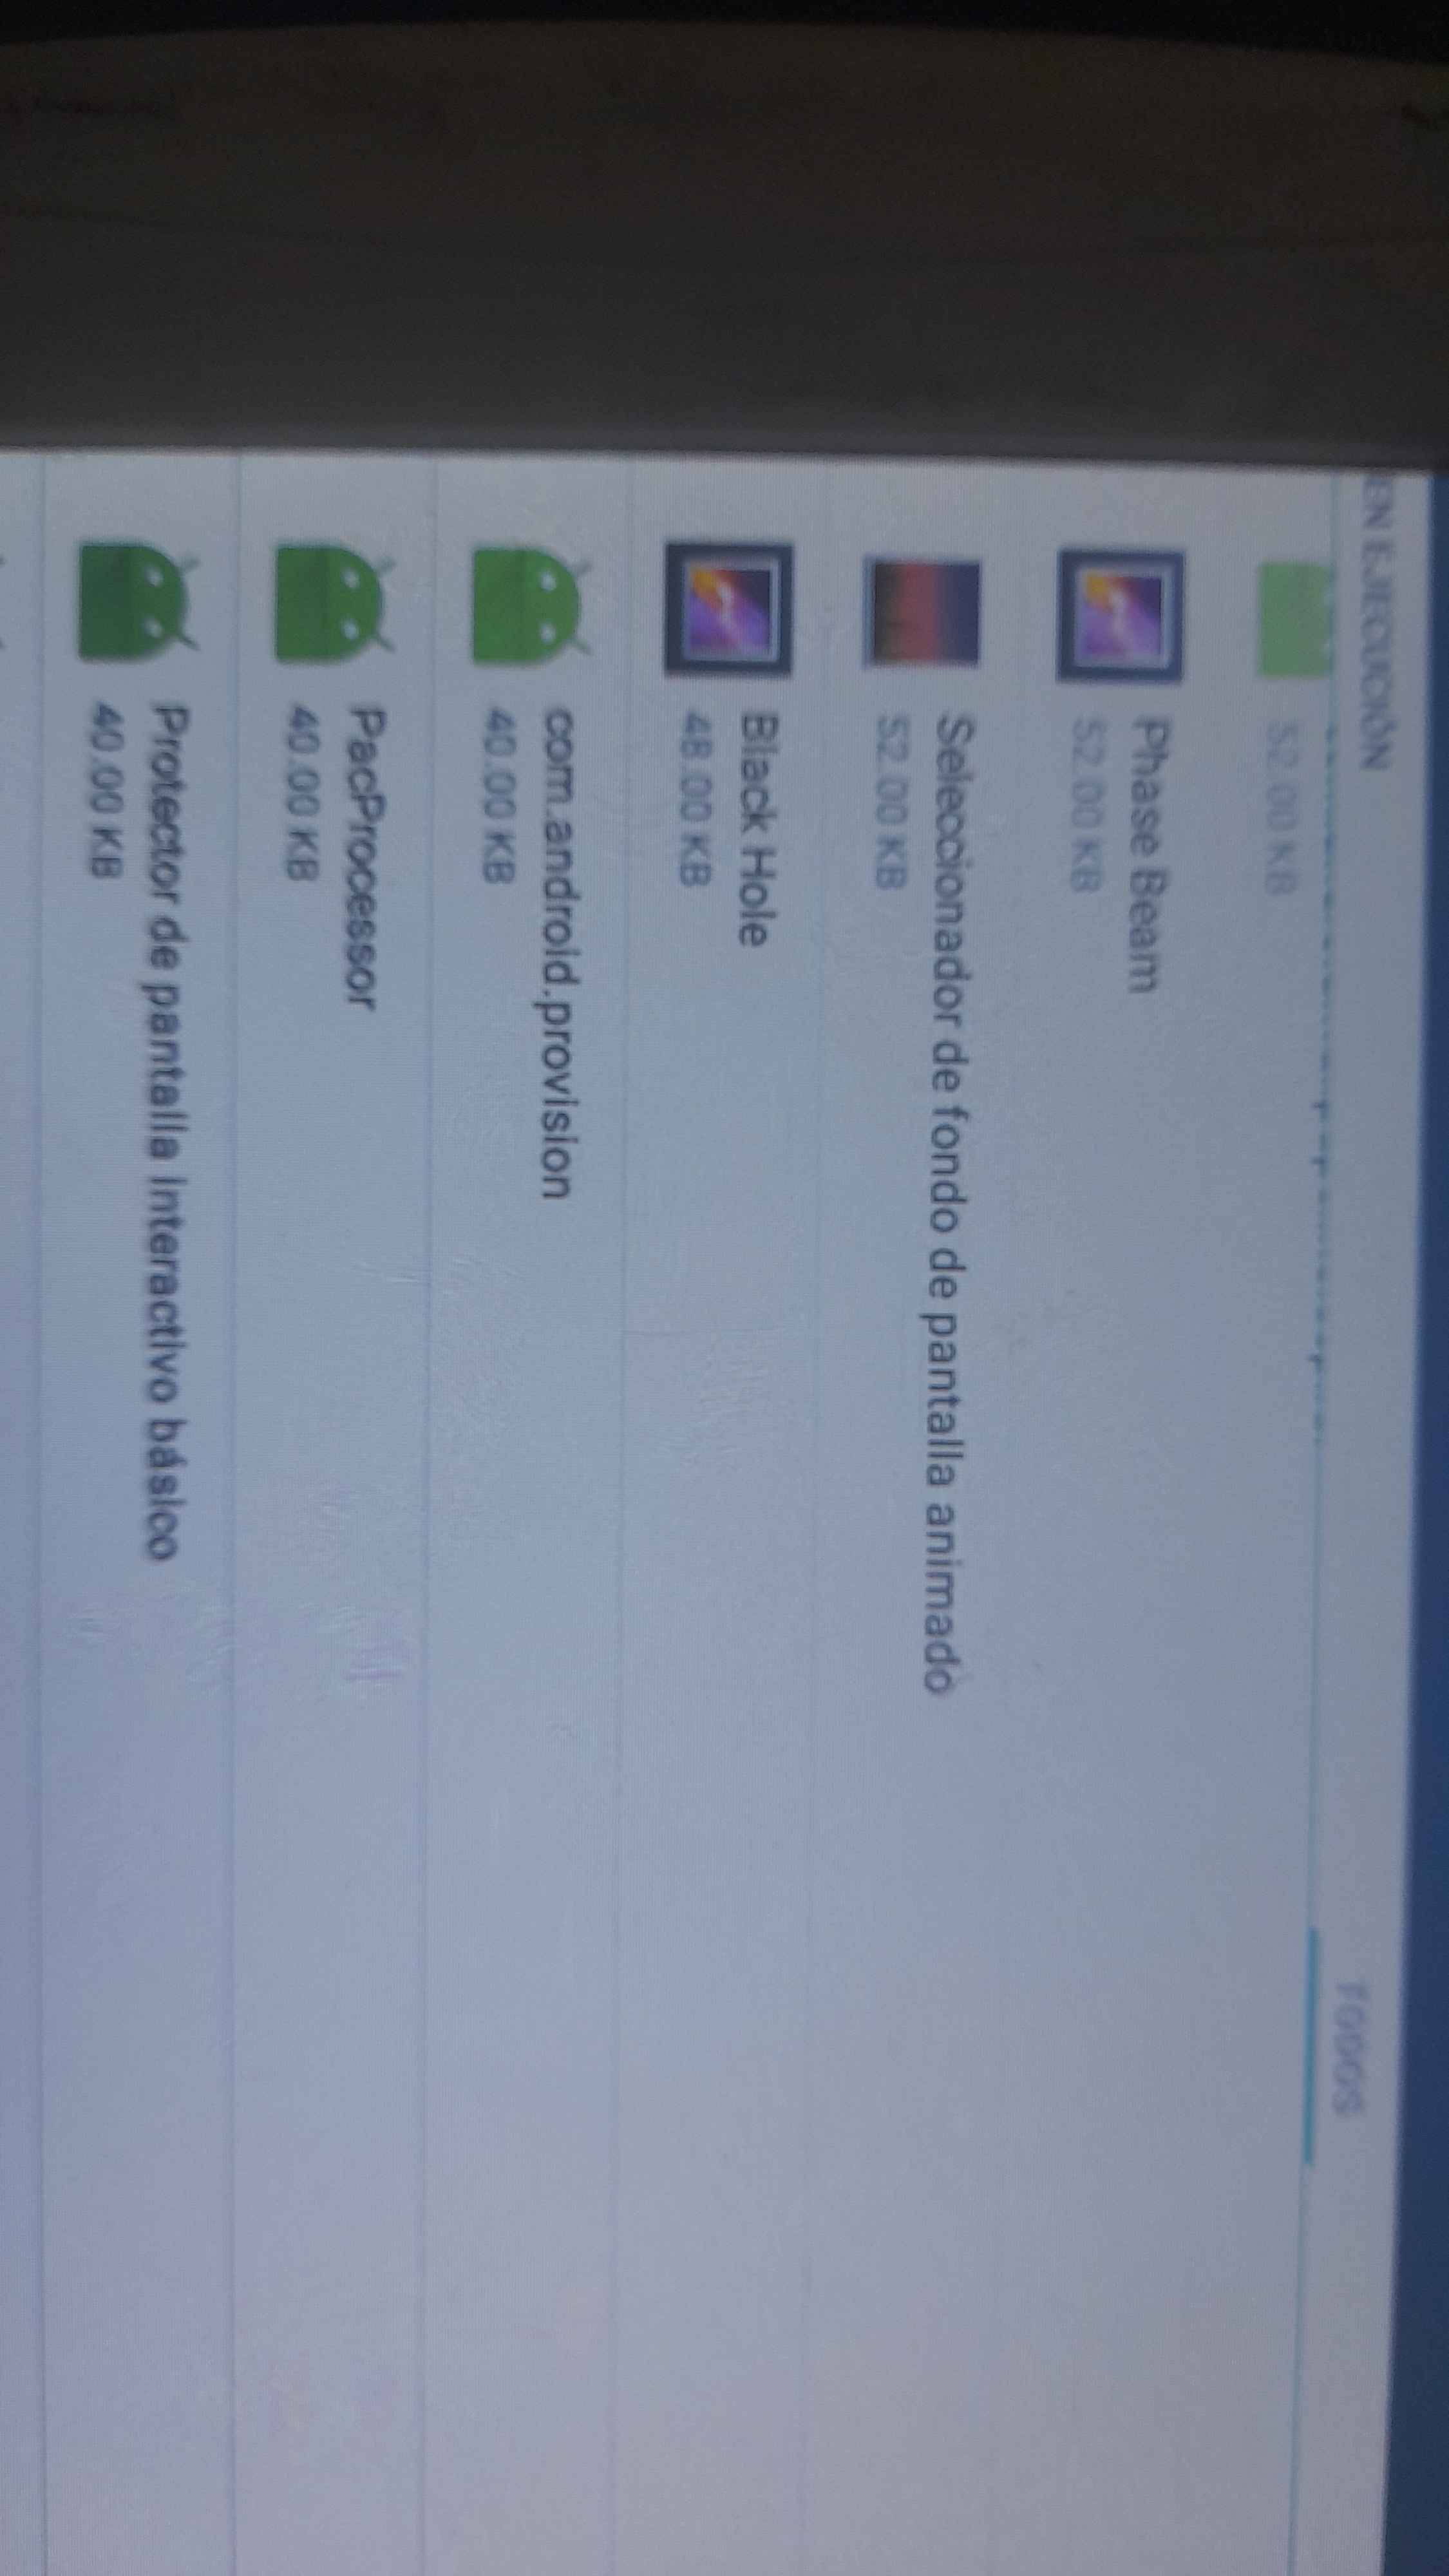 EN EJECUCIÓN
TODOS
52.00 KB
Phase Beam
52.00 KB
Seleccionador de fondo de pantalla animado
52.00 KB
Black Hole
48.00 KB
com.android.provision
40.00 KB
PacProcessor
40.00 KB
Protector de pantalla interactivo básico
40.00 KB